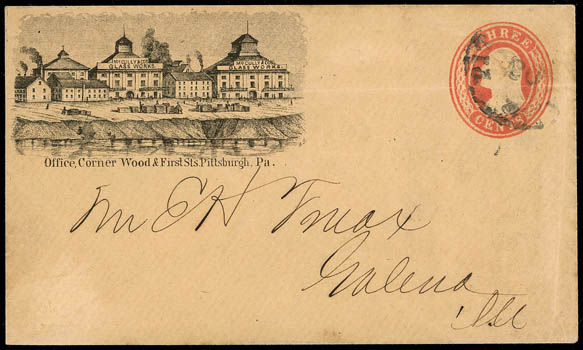 McCULLY & CO.
GLASS WORKS.
McCULLY & CO.
GLASS WORKS.
Office, Corner Wood & First Sts. Pittsburgh, Pa.
THREE
CENTS
Mr E H
Galena
Ill